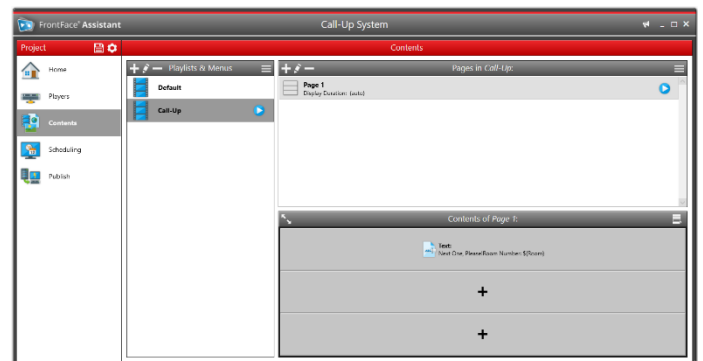 FrontFace® Assistant
Call-Up System
Project
Contents
Home
Players
Contents
Scheduling
Publish
Playlists & Menus
Default
Call-Up
Pages in Call-Up:
Page 1
Display Duration: (auto)
Contents of Page 1:
Text:
Next One, Please!Room Number: $(Room)